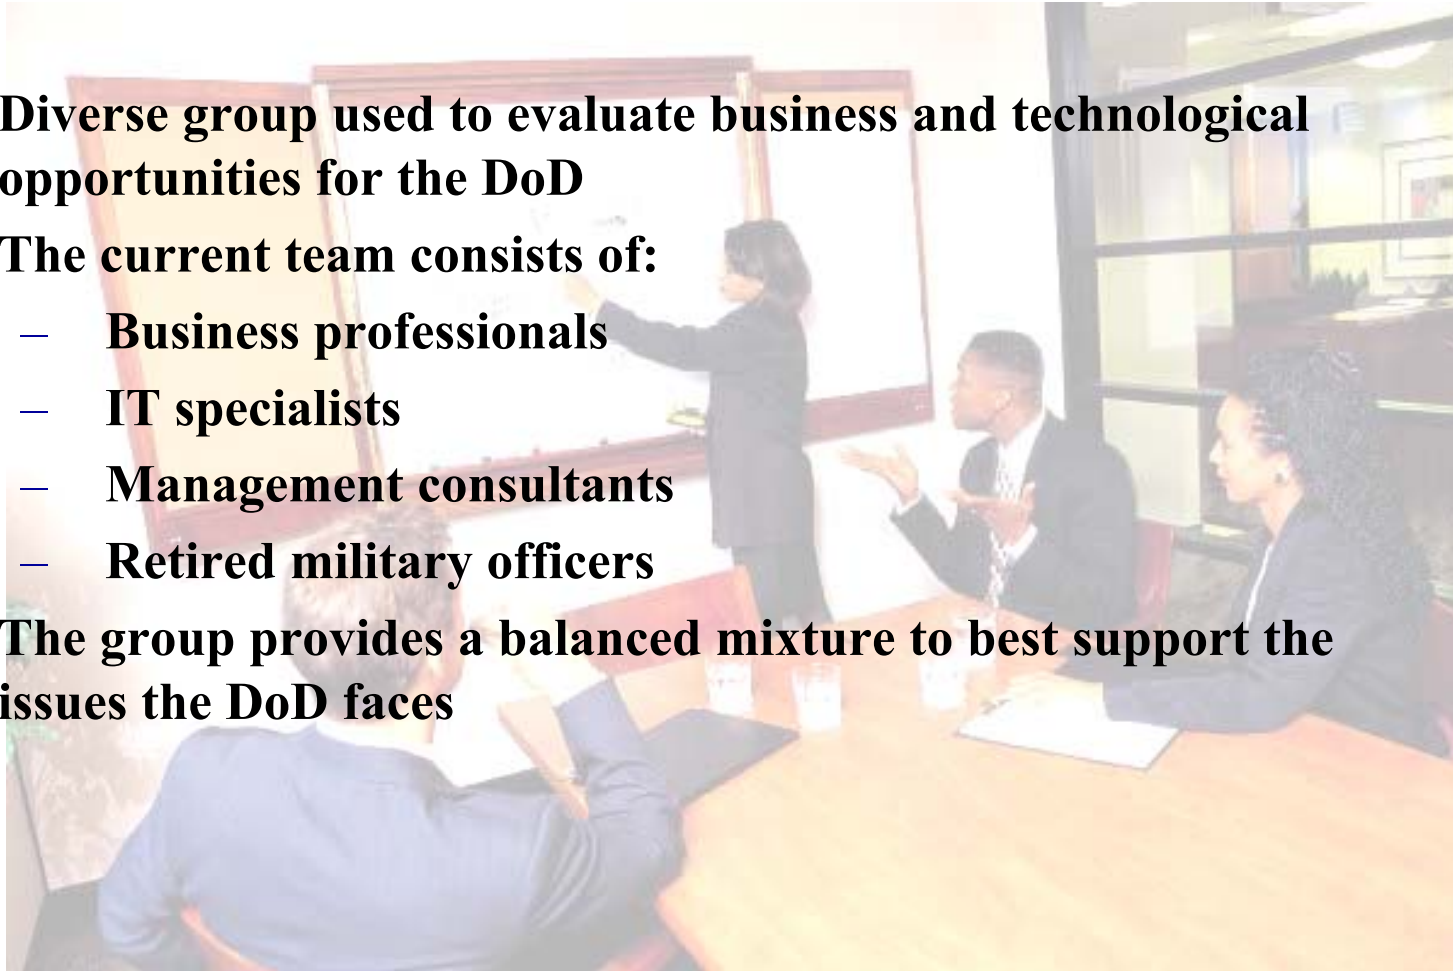 Diverse group used to evaluate business and technological
opportunities for the DoD
The current team consists of:
– Business professionals
– IT specialists
– Management consultants
– Retired military officers
The group provides a balanced mixture to best support the
issues the DoD faces